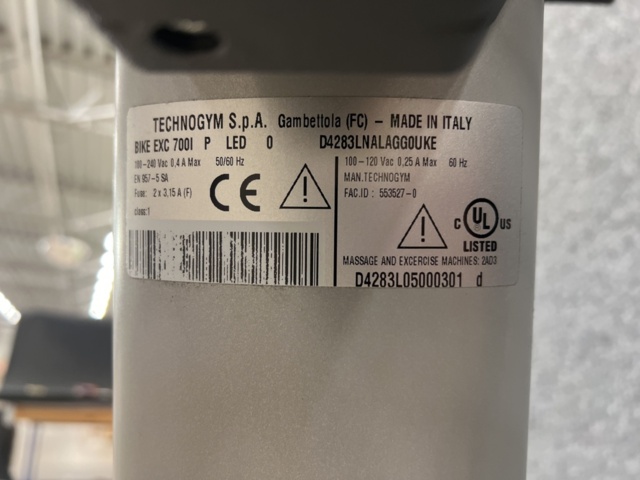 TECHNOGYM S.p.A. Gambettola (FC) - MADE IN ITALY
BIKE EXC 700I P LED 0 D4283LNALAGG0UKE
100-240 Vac 0,4 A Max 50/60 Hz
EN 957-5 SA
Fuse: 2 x 3,15 A (F)
class:1
CE
100-120 Vac 0,25 A Max 60 Hz
MAN.TECHNOGYM
FAC.ID : 553527-0
C UL US
LISTED
MASSAGE AND EXCERCISE MACHINES: 2AD3
D4283L05000301 d